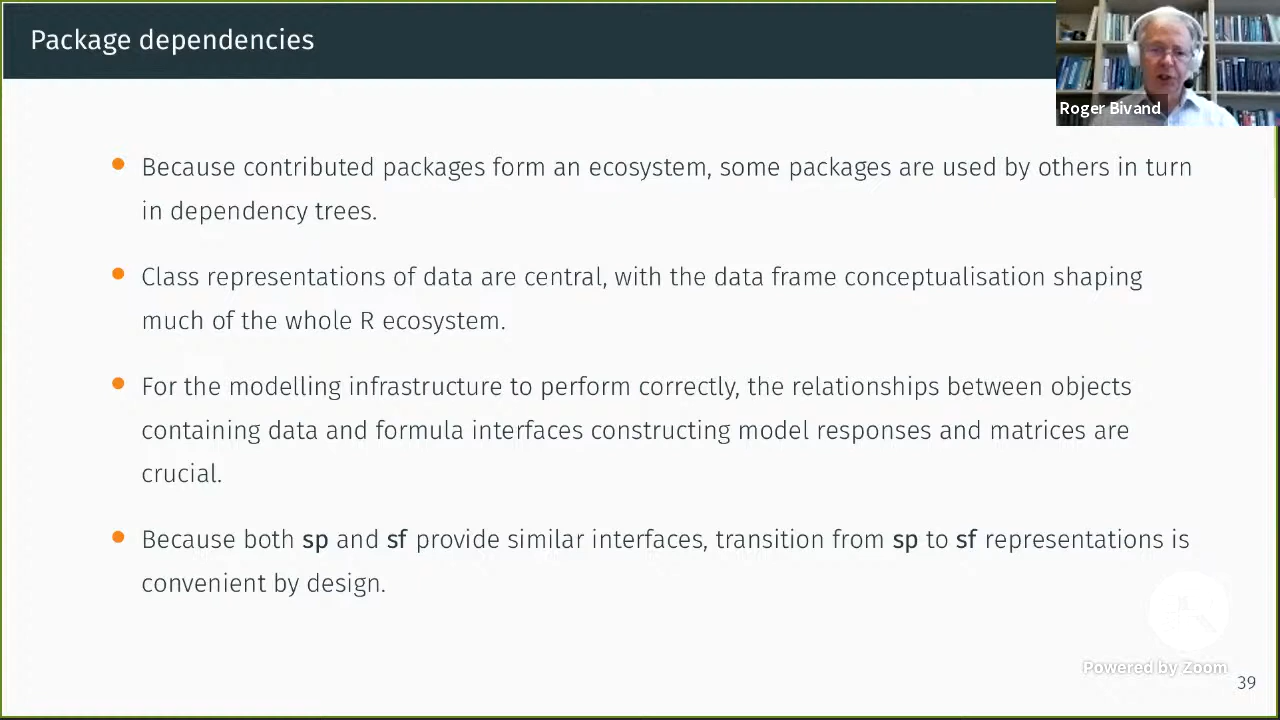 Package dependencies
Roger Bivand
Because contributed packages form an ecosystem, some packages are used by others in turn
in dependency trees.
Class representations of data are central, with the data frame conceptualisation shaping
much of the whole R ecosystem.
For the modelling infrastructure to perform correctly, the relationships between objects
containing data and formula interfaces constructing model responses and matrices are
crucial.
Because both sp and sf provide similar interfaces, transition from sp to sf representations is
convenient by design.
Powered by Zoom
39